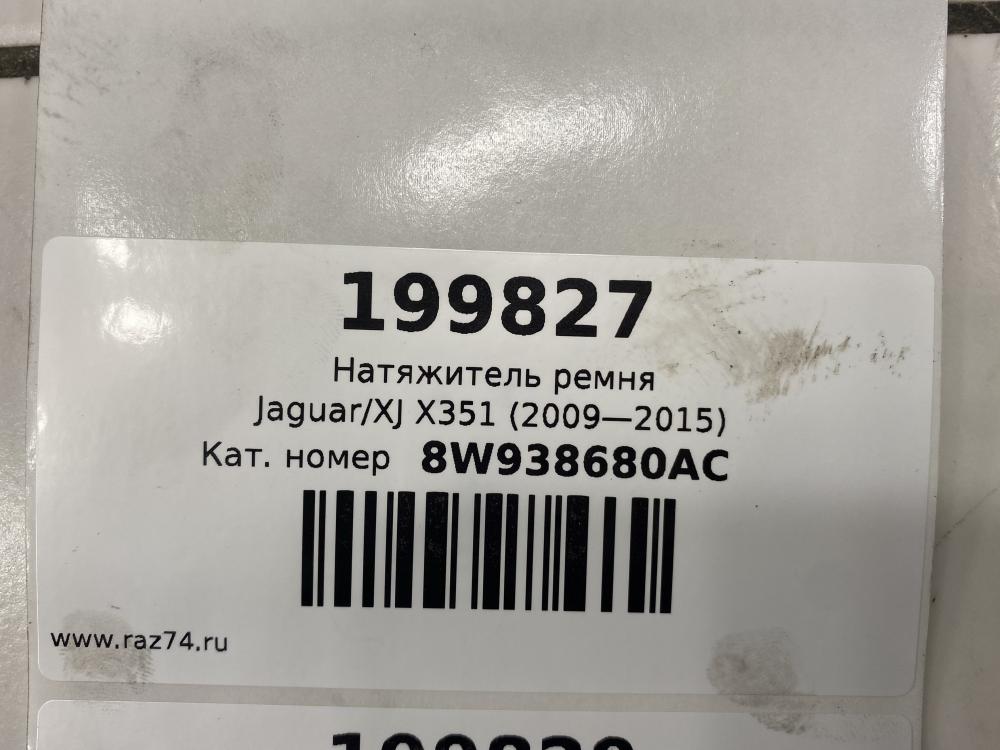 199827
Натяжитель ремня
Jaguar/XJ X351 (2009—2015)
Кат. номер 8W938680AC
www.raz74.ru